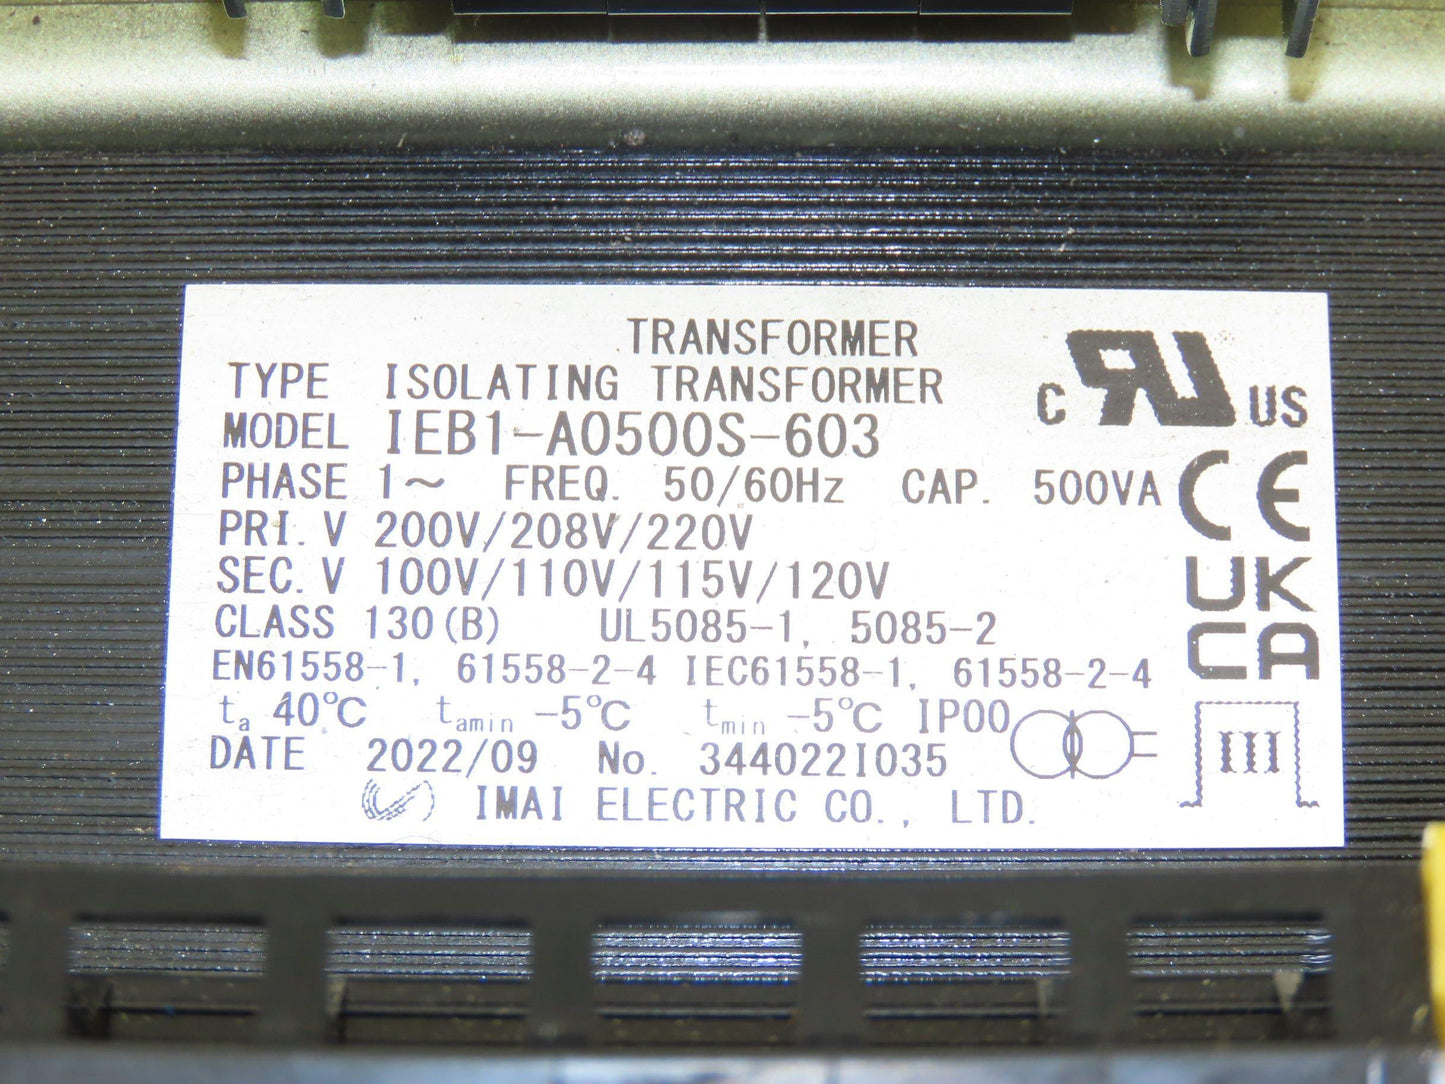 TRANSFORMER
TYPE ISOLATING TRANSFORMER
MODEL IEB1-A0500S-603
PHASE 1~ FREQ. 50/60Hz CAP. 500VA
PRI.V 200V/208V/220V
SEC.V 100V/110V/115V/120V
CLASS 130(B) UL5085-1, 5085-2
EN61558-1, 61558-2-4 IEC61558-1, 61558-2-4
ta 40℃ tamin -5℃ tmin -5℃ IP00
DATE 2022/09 No. 344022I035
IMAI ELECTRIC CO., LTD.
C RU US
CE
UK
CA
III